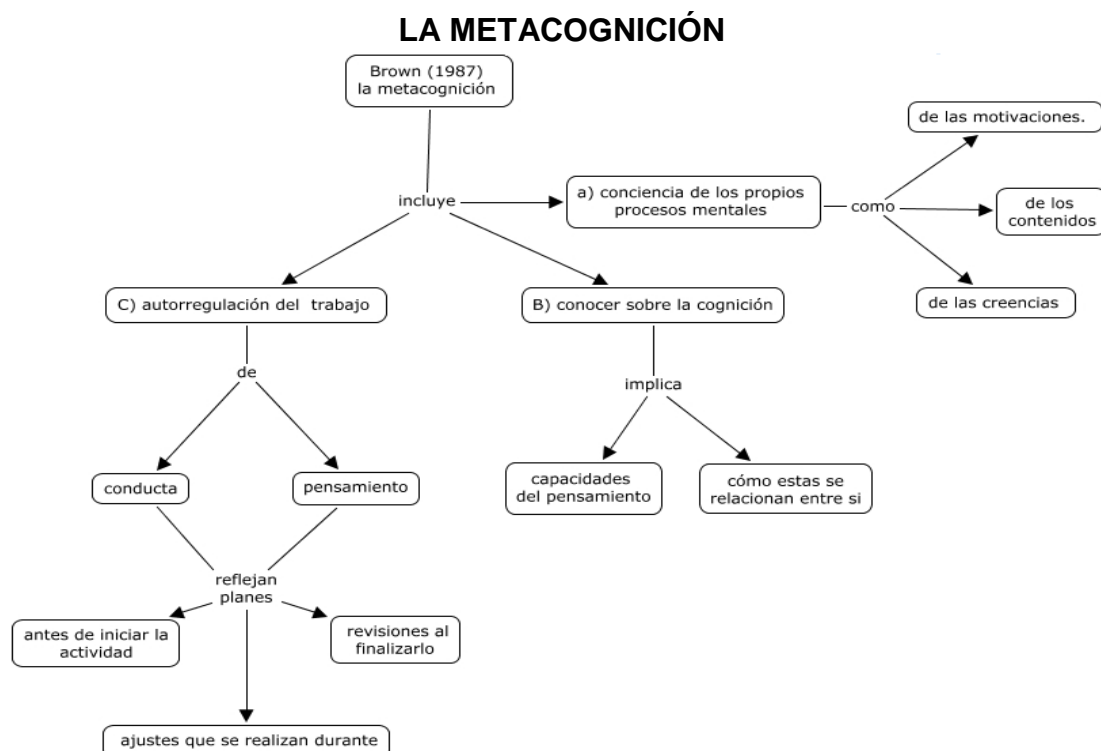 LA METACOGNICIÓN
Brown (1987)
la metacognición
incluye
a) conciencia de los propios
procesos mentales
como
de las motivaciones.
de los
contenidos
de las creencias
C) autorregulación del trabajo
B) conocer sobre la cognición
de
implica
conducta
pensamiento
capacidades
del pensamiento
cómo estas se
relacionan entre si
reflejan
planes
antes de iniciar la
actividad
revisiones al
finalizarlo
ajustes que se realizan durante